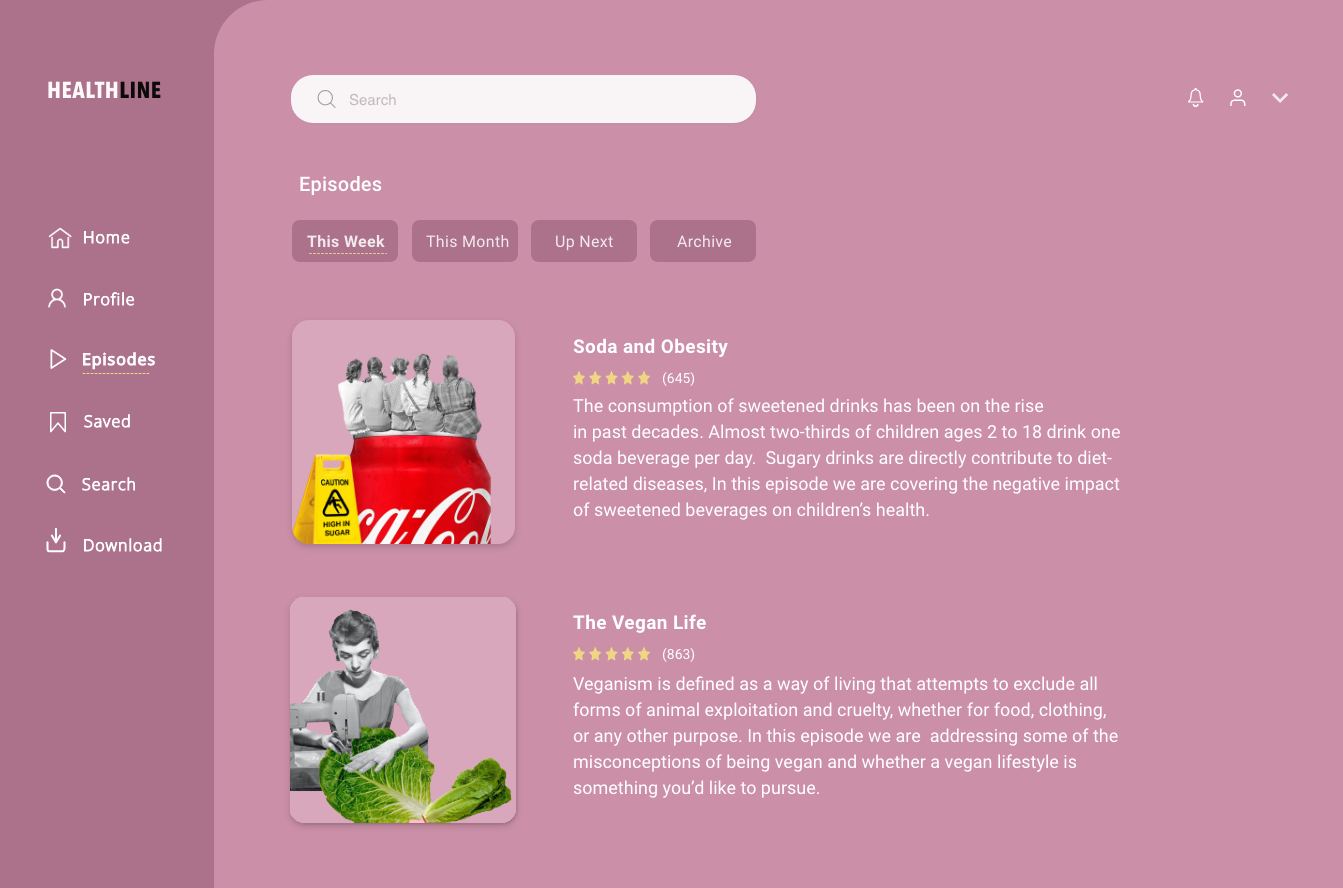 HEALTHLINE
Search
Home
Profile
Episodes
Saved
Search
Download
Episodes
This Week
This Month
Up Next
Archive
CAUTION
HIGH IN
SUGAR
Soda and Obesity
(645)
The consumption of sweetened drinks has been on the rise
in past decades. Almost two-thirds of children ages 2 to 18 drink one
soda beverage per day.  Sugary drinks are directly contribute to diet-
related diseases, In this episode we are covering the negative impact
of sweetened beverages on children’s health.
The Vegan Life
(863)
Veganism is defined as a way of living that attempts to exclude all
forms of animal exploitation and cruelty, whether for food, clothing,
or any other purpose. In this episode we are  addressing some of the
misconceptions of being vegan and whether a vegan lifestyle is
something you’d like to pursue.